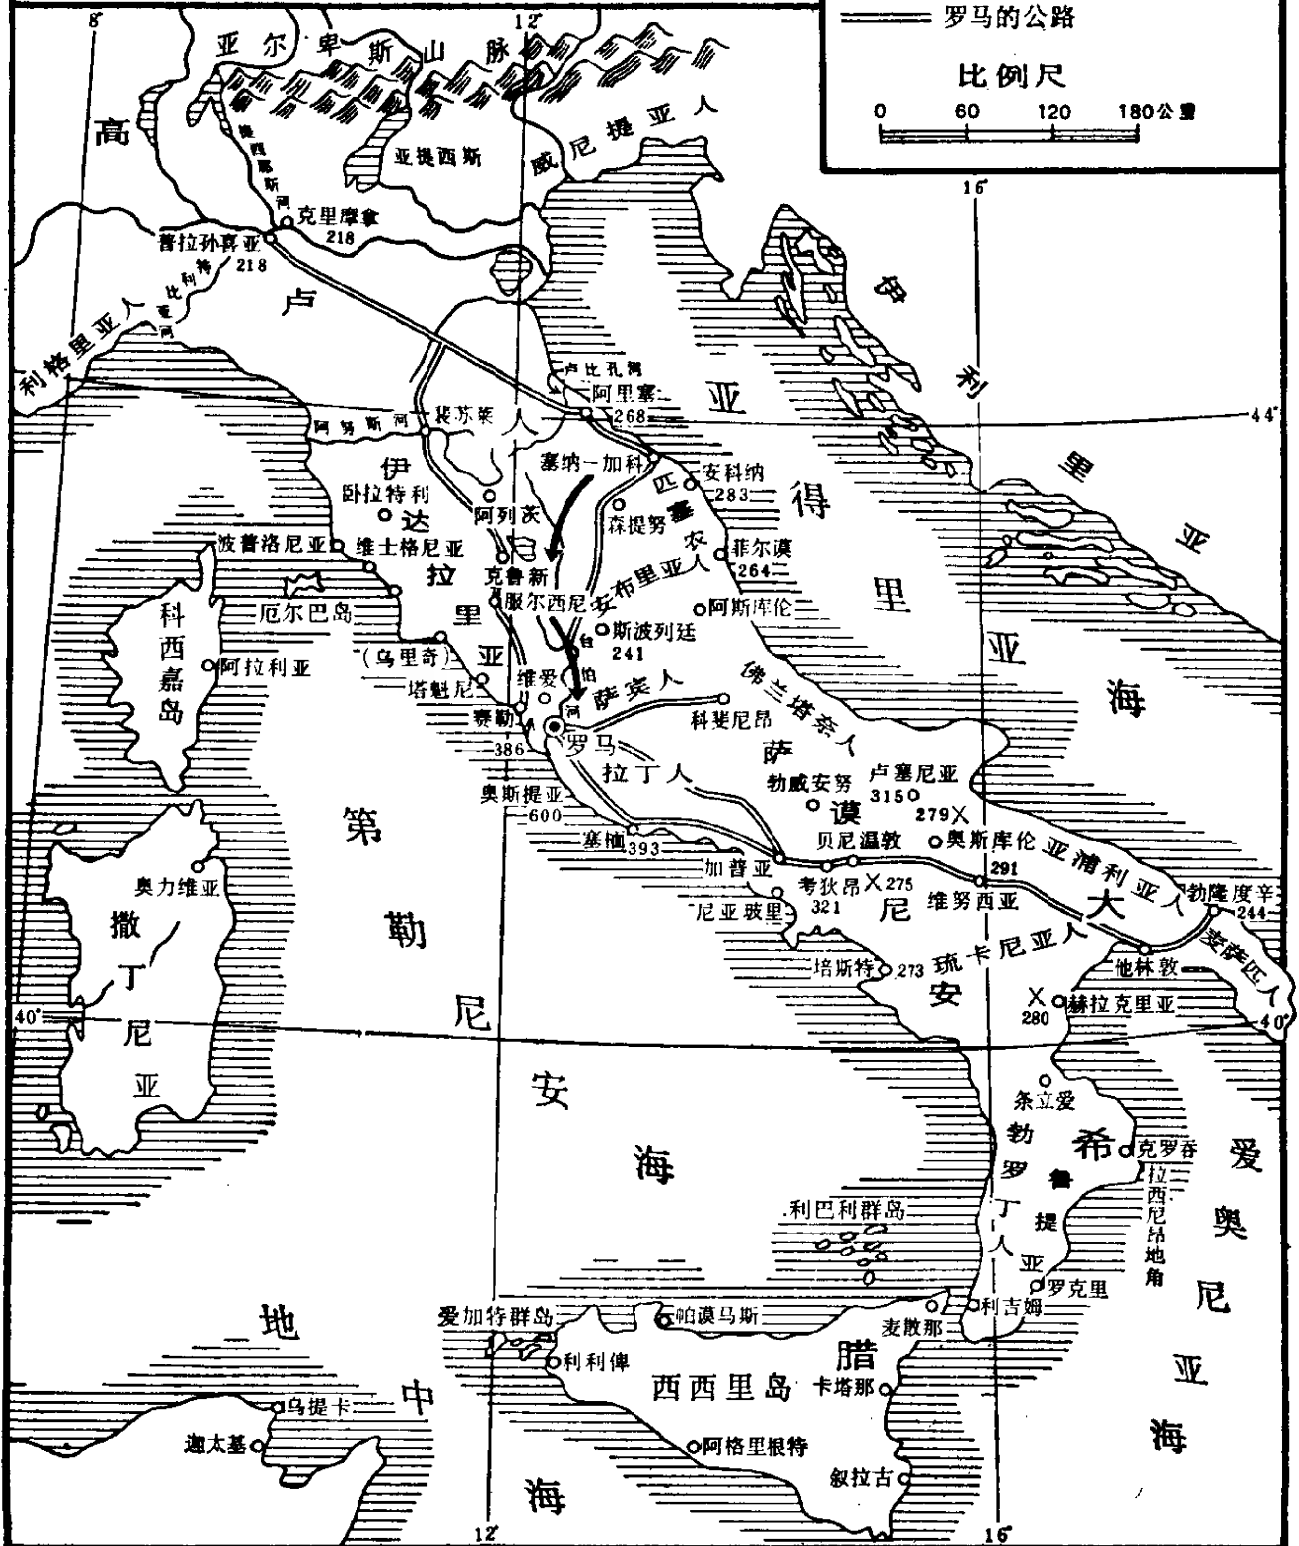 罗马的公路
比例尺
0 60 120 180公里
8° 12°
亚尔卑斯山脉
高
提西耶斯河
亚提西斯
威尼提亚人
16°
克里摩拿
218
普拉孙喜亚
218
利格里亚人
卢
伊利里亚
卢比孔河
阿里塞
268
44°
阿努斯河
人
亚得里亚海
塞纳一加科
安科纳
283
匹塞农人
伊达拉里亚
卧拉特利
阿列茨
森提努
波普洛尼亚
维士格尼亚
菲尔谟
264
克鲁新
服尔西尼
安布里亚人
阿斯库伦
厄尔巴岛
科西嘉岛
阿拉利亚
(乌里奇)
斯波列廷
241
台伯河
塔魁尼
维爱
萨宾人
佛兰塔奈人
赛勒
386
科斐尼昂
罗马
拉丁人
萨谟尼安
勃威安努
卢塞尼亚
315
279X
奥斯提亚
600
塞檷393
贝尼温敦
奥斯库伦
亚浦利亚人
加普亚
考狄昂
321
X275
291
维努西亚
大希腊
勃隆度辛
244
尼亚玻里
奥力维亚
撒丁尼亚
第勒尼安海
培斯特
273
琉卡尼亚人
他林敦
麦萨匹人
X
280
赫拉克里亚
40° 40°
条立爱
勃罗丁人
鲁提亚
克罗吞
拉西尼昂地角
爱奥尼亚海
利巴利群岛
罗克里
利吉姆
爱加特群岛
帕谟马斯
麦散那
利利俾
西西里岛
卡塔那
地中海
乌提卡
迦太基
阿格里根特
叙拉古
12° 16°